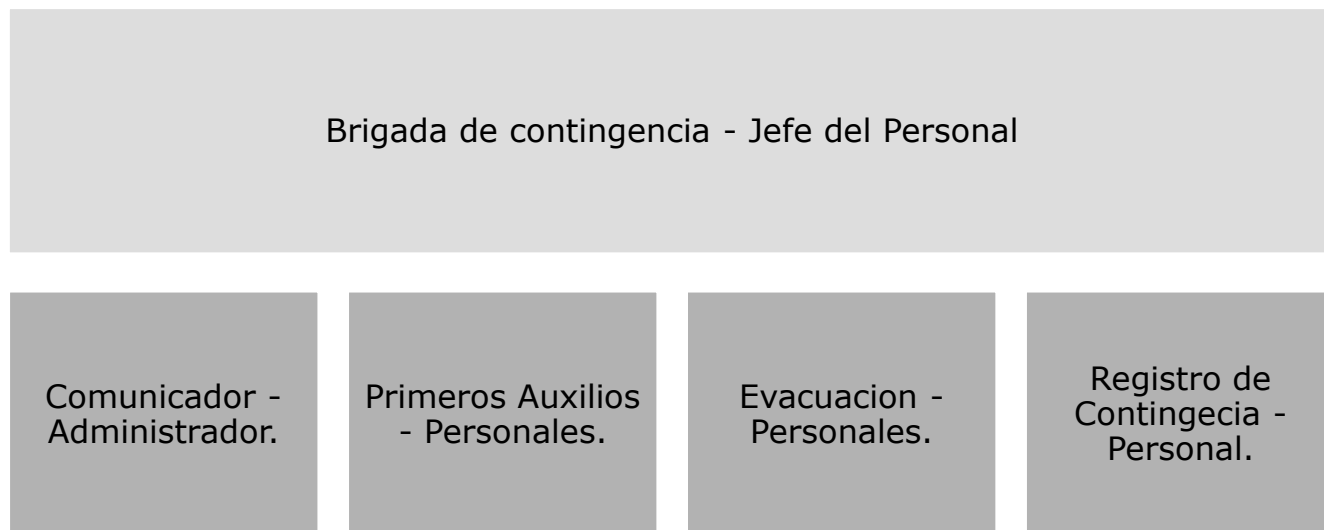 Brigada de contingencia - Jefe del Personal
Comunicador -
Administrador.
Primeros Auxilios
- Personales.
Evacuacion -
Personales.
Registro de
Contingecia -
Personal.